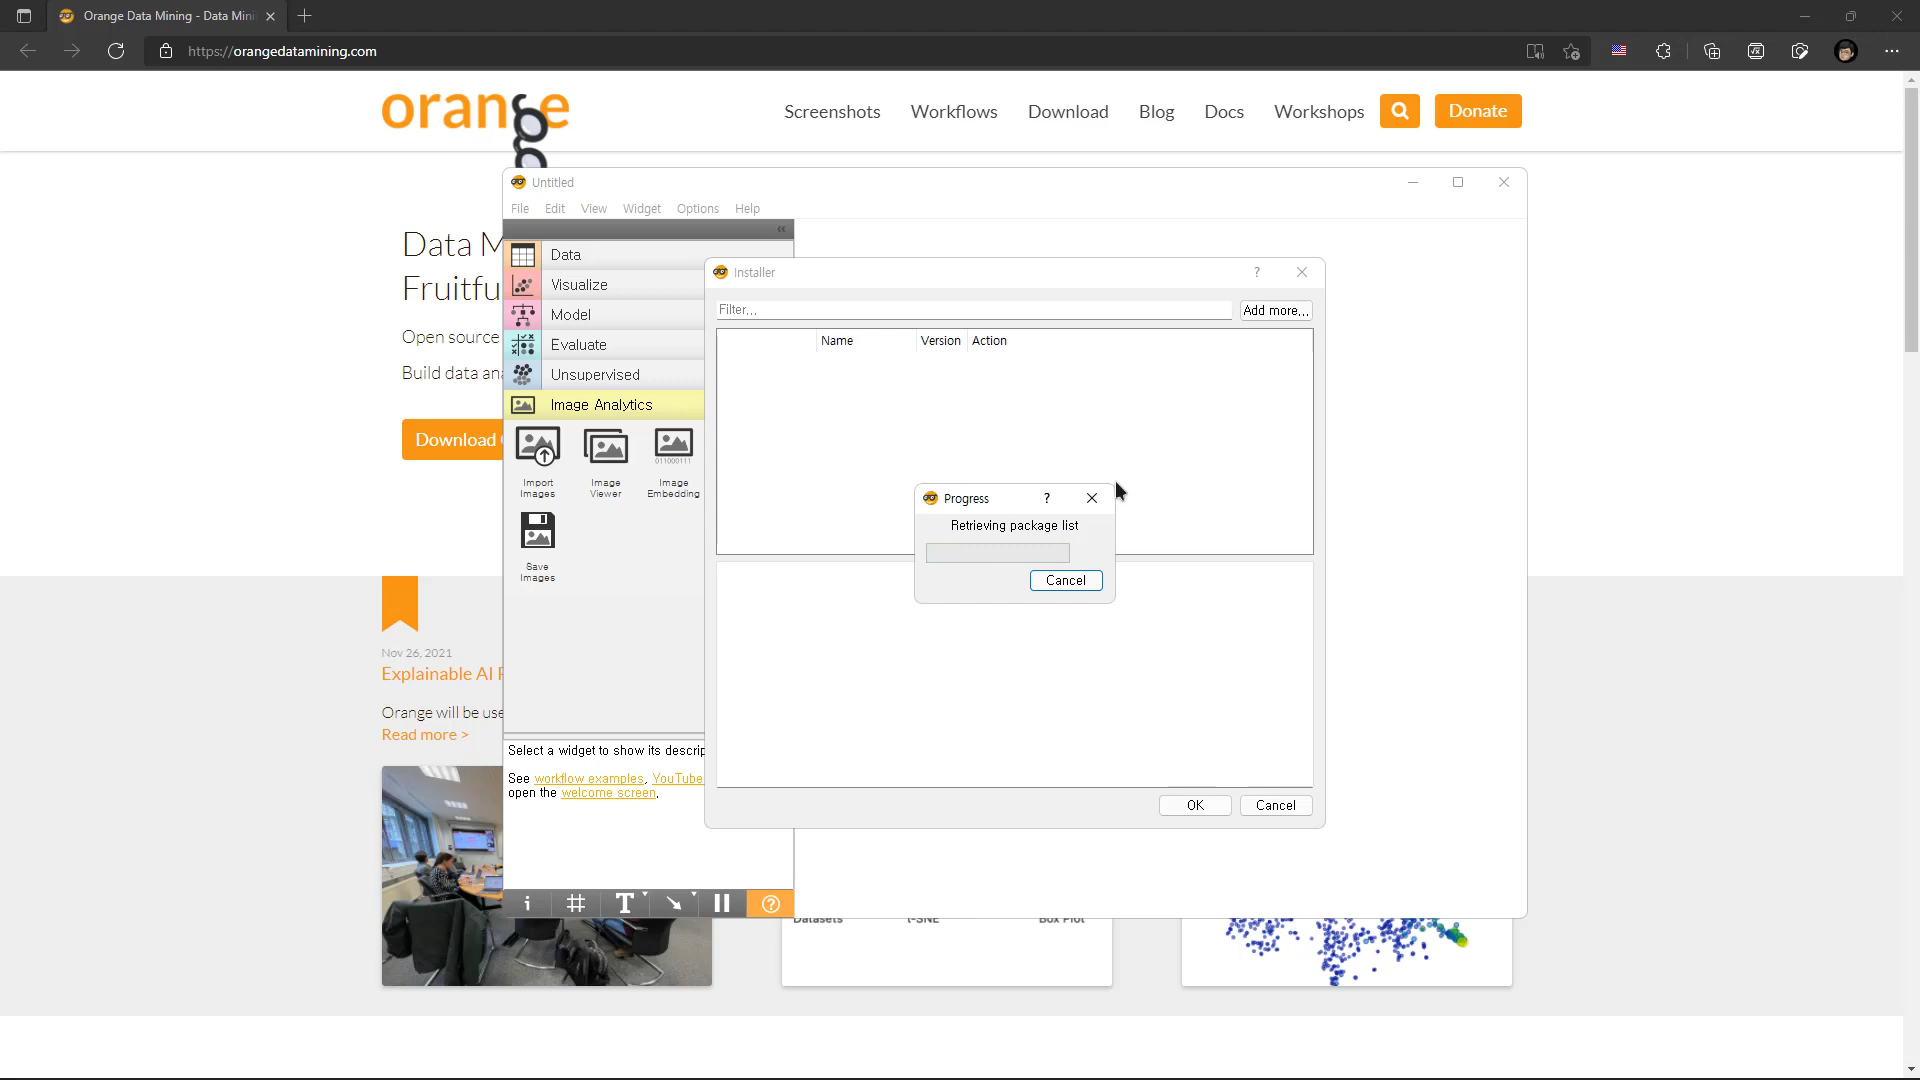 Orange Data Mining - Data Mini
https://orangedatamining.com
orange
Screenshots
Workflows
Download
Blog
Docs
Workshops
Donate
Untitled
File
Edit
View
Widget
Options
Help
Data M
Fruitfu
Open source
Build data ana
Download
Data
Visualize
Model
Evaluate
Unsupervised
Image Analytics
Import
Images
Image
Viewer
Image
Embedding
Save
Images
Installer
Filter...
Add more...
Name
Version
Action
Progress
Retrieving package list
Cancel
OK
Cancel
Nov 26, 2021
Explainable AI
Orange will be use
Read more >
Select a widget to show its descrip
See workflow examples, YouTube
open the welcome screen.
Datasets
t-SNE
Box Plot